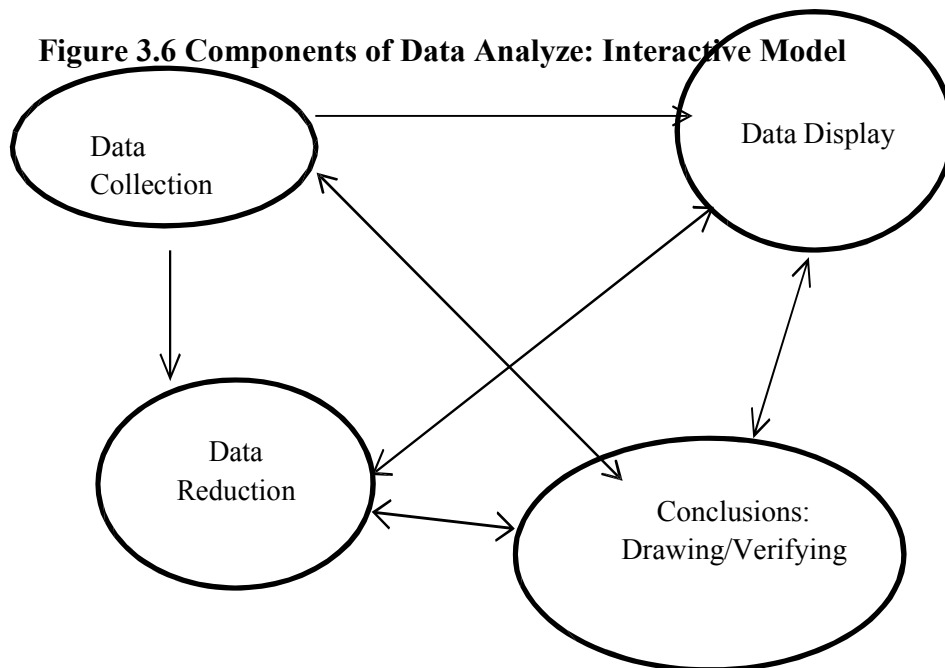 Figure 3.6 Components of Data Analyze: Interactive Model
Data
Collection
Data Display
Data
Reduction
Conclusions:
Drawing/Verifying